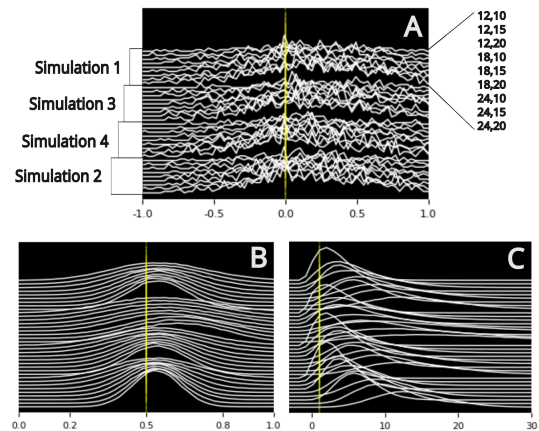 A
12,10
12,15
12,20
18,10
18,15
18,20
24,10
24,15
24,20
Simulation 1
Simulation 3
Simulation 4
Simulation 2
-1.0 -0.5 0.0 0.5 1.0
B
C
0.0 0.2 0.5 0.8 1.0
0 10 20 30